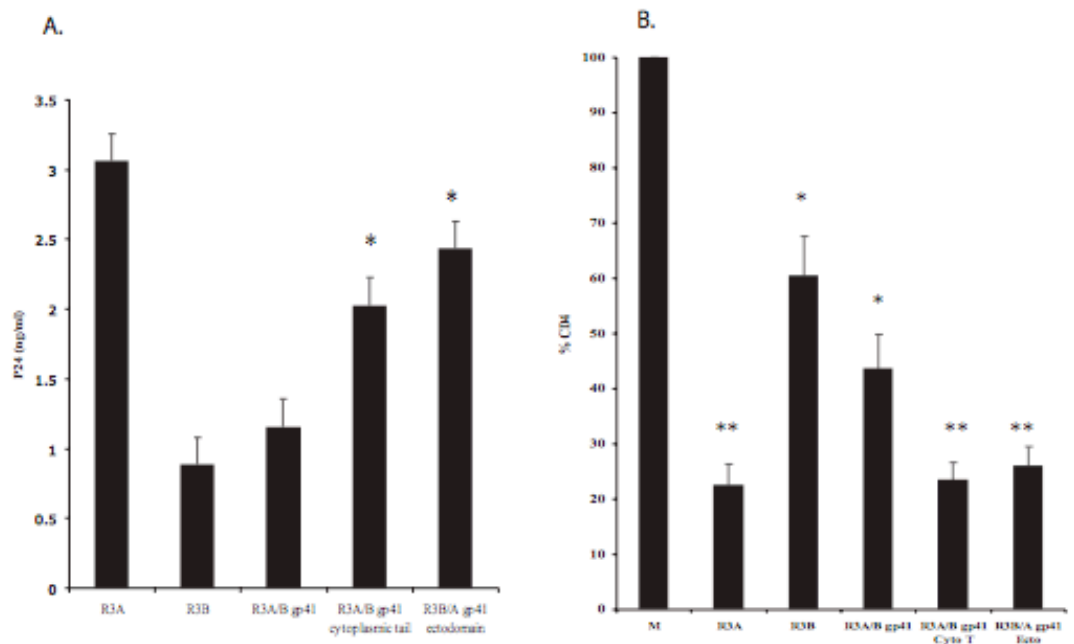 A.
3.5
3
2.5
2
1.5
1
0.5
0
P24 (ng/ml)
*
*
R3A
R3B
R3A/B gp41
R3A/B gp41
cytoplasmic tail
R3B/A gp41
ectodomain
B.
100
90
80
70
60
50
40
30
20
10
0
% CD4
**
*
*
**
**
M
R3A
R3B
R3A/B gp41
R3A/B gp41
Cyto T
R3B/A gp41
Ecto